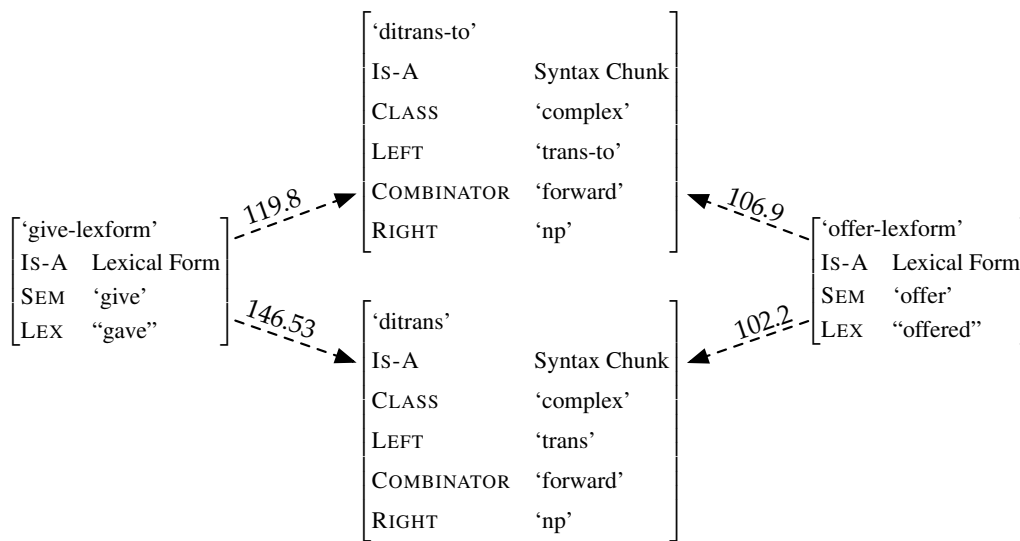 ‘ditrans-to’
IS-A Syntax Chunk
CLASS ‘complex’
LEFT ‘trans-to’
COMBINATOR ‘forward’
RIGHT ‘np’
119.8
106.9
‘give-lexform’
IS-A Lexical Form
SEM ‘give’
LEX “gave”
‘offer-lexform’
IS-A Lexical Form
SEM ‘offer’
LEX “offered”
146.53
102.2
‘ditrans’
IS-A Syntax Chunk
CLASS ‘complex’
LEFT ‘trans’
COMBINATOR ‘forward’
RIGHT ‘np’